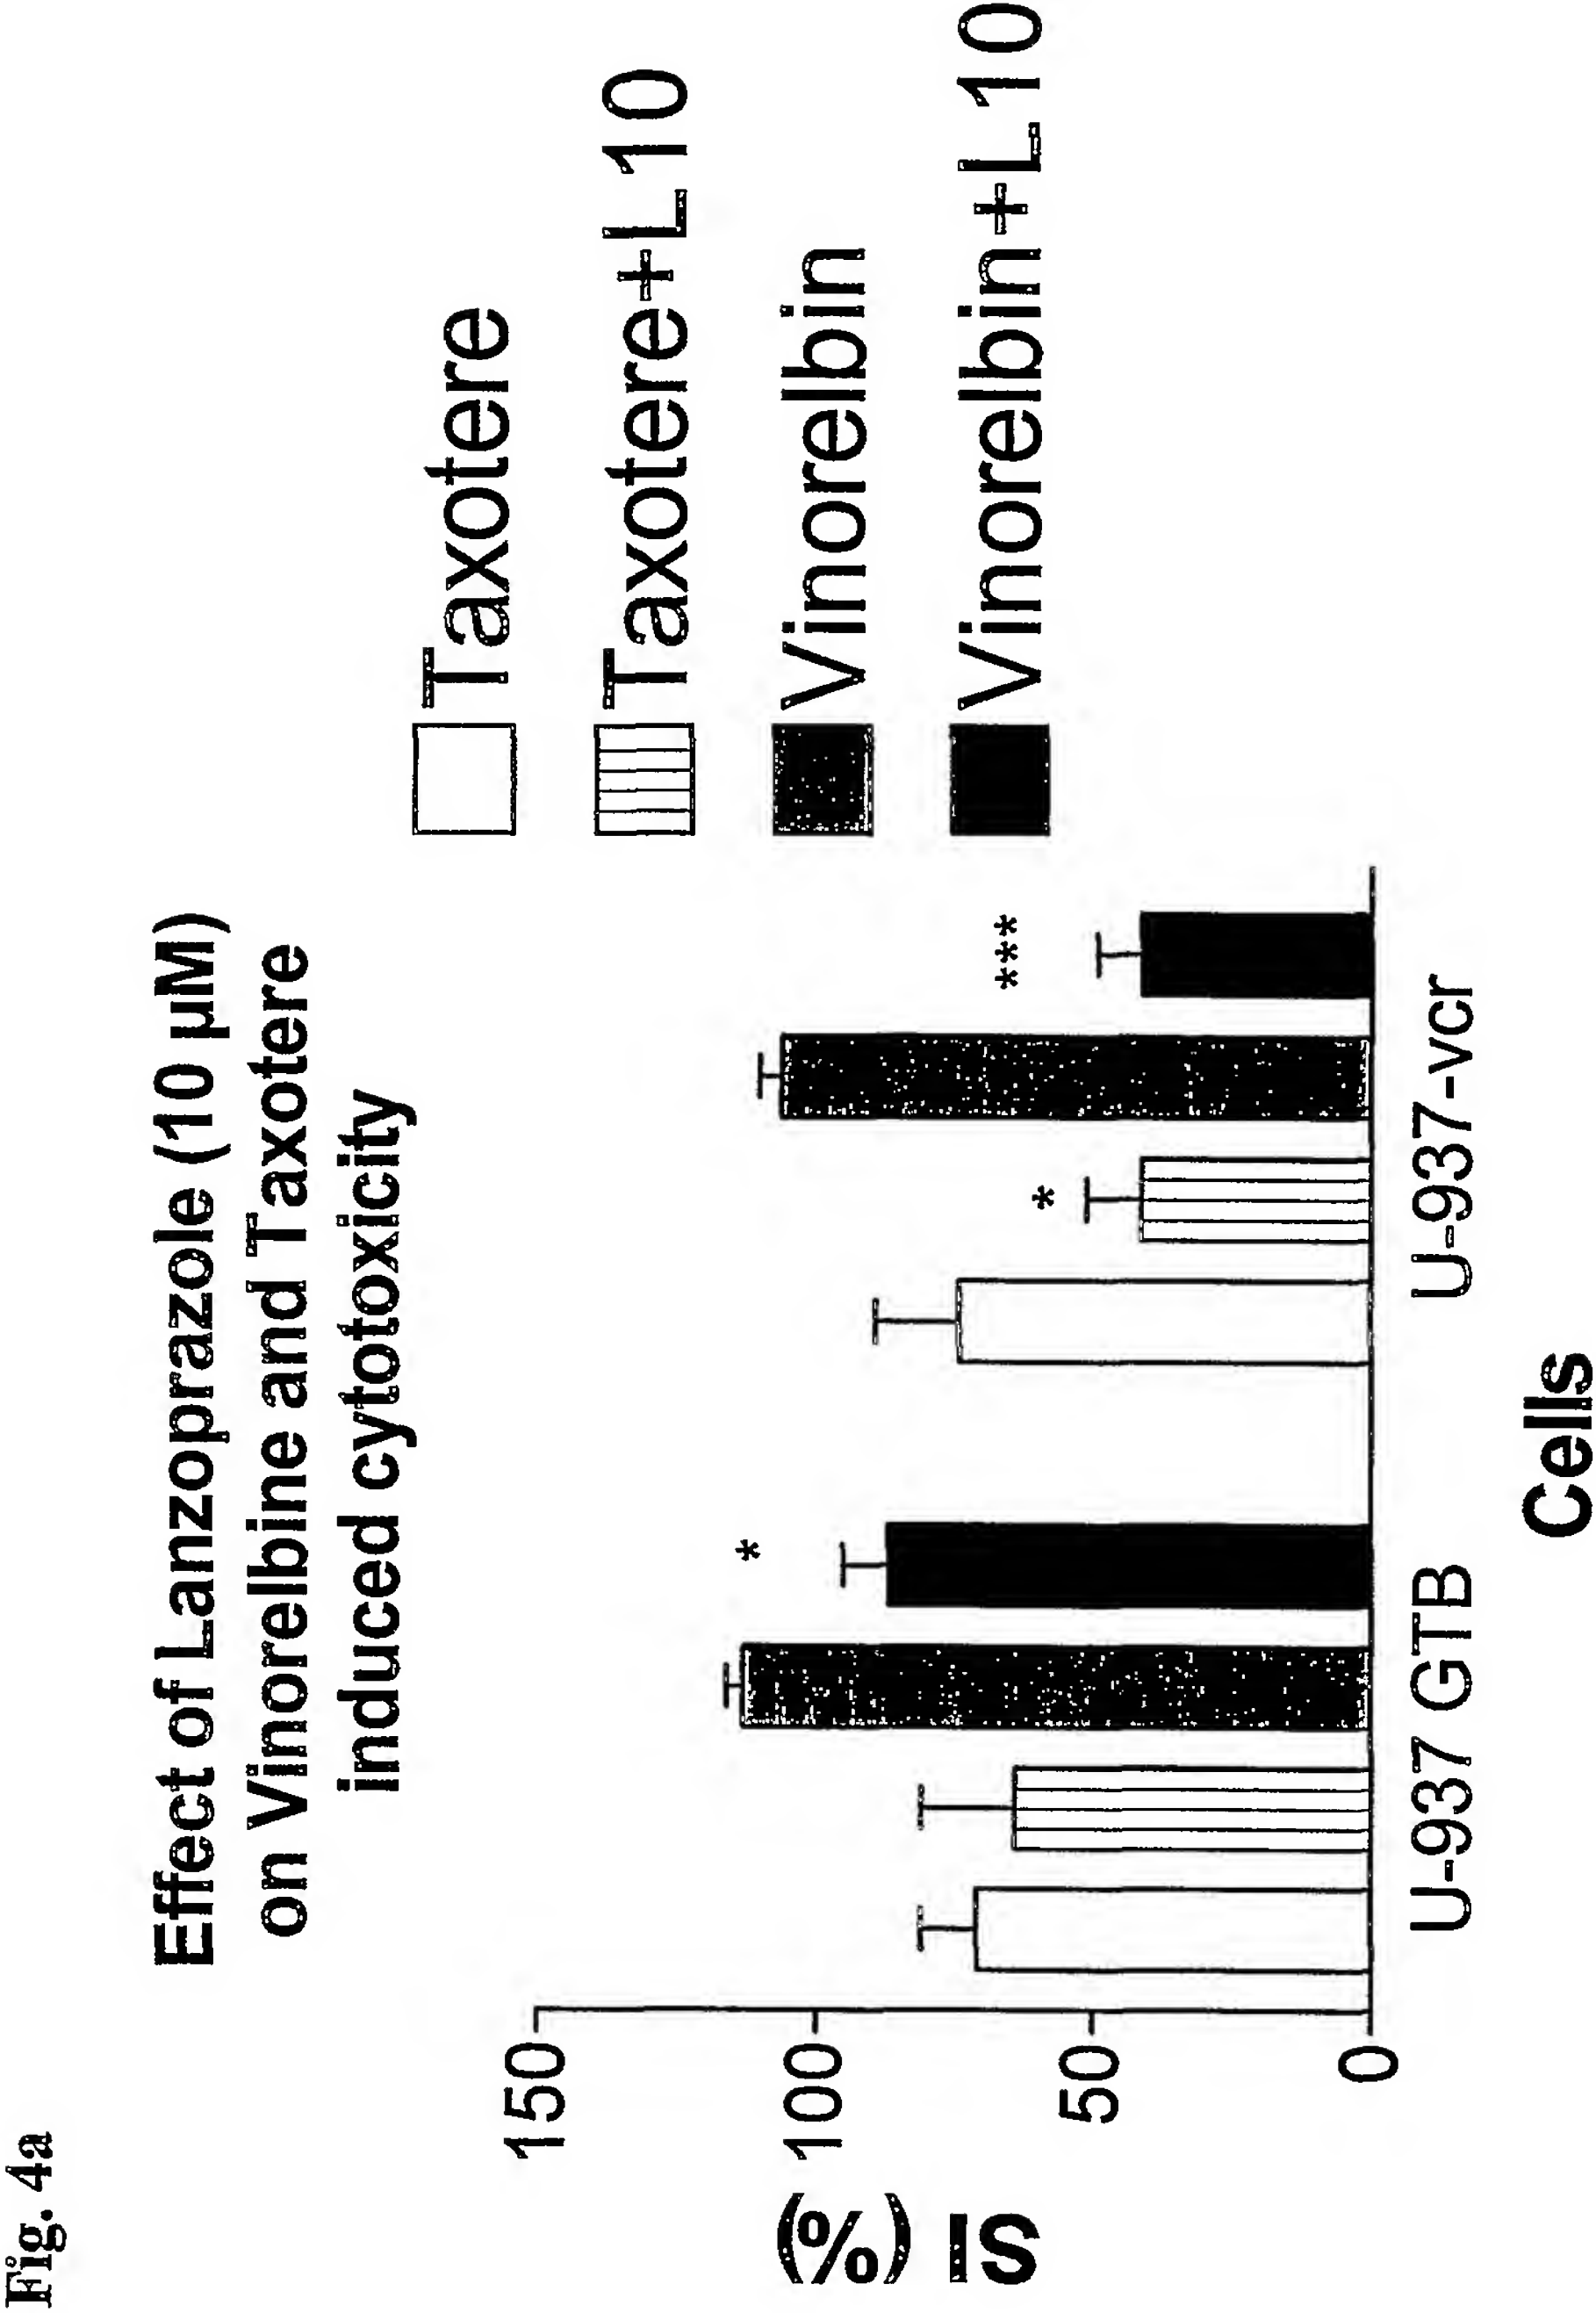 Fig. 4a
Effect of Lanzoprazole (10 µM)
on Vinorelbine and Taxotere
induced cytotoxicity
SI (%)
150
100
50
0
*
*
***
U-937 GTB
U-937-vcr
Cells
Taxotere
Taxotere+L10
Vinorelbin
Vinorelbin+L10